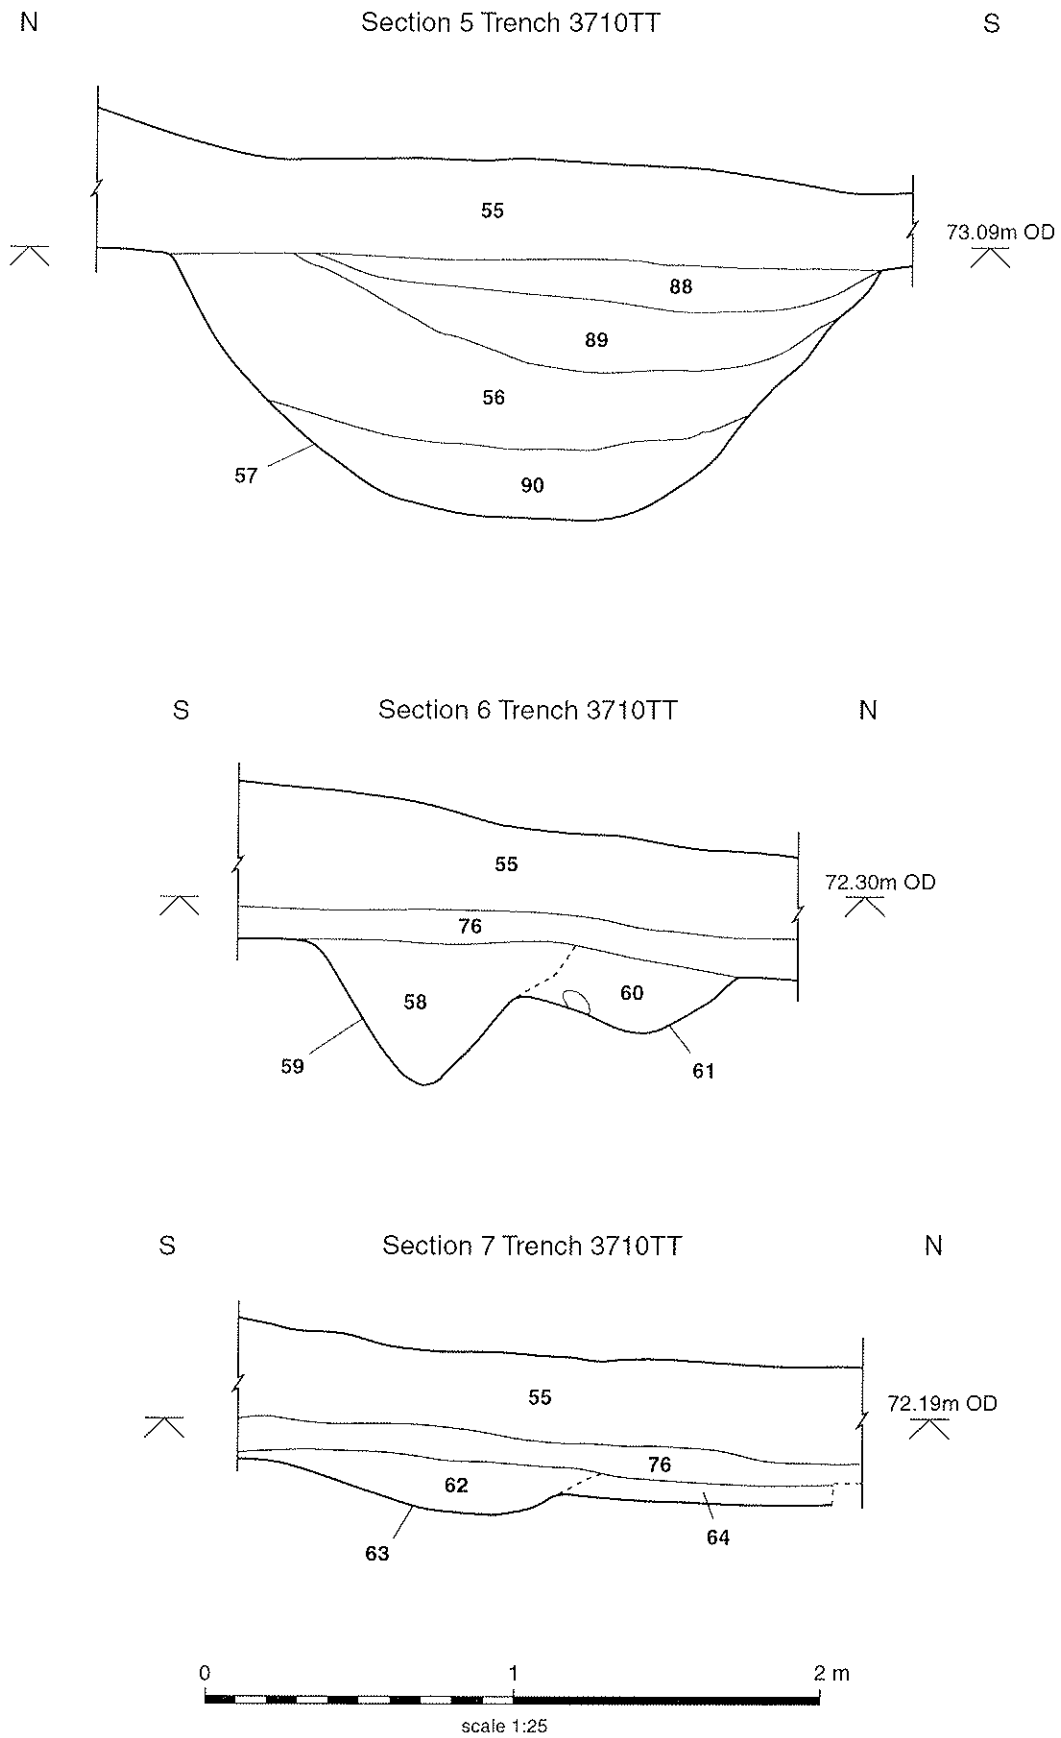 N Section 5 Trench 3710TT S
55
73.09m OD
88
89
56
57
90
S Section 6 Trench 3710TT N
55
72.30m OD
76
58
60
59
61
S Section 7 Trench 3710TT N
55
72.19m OD
76
62
64
63
0 1 2 m
scale 1:25